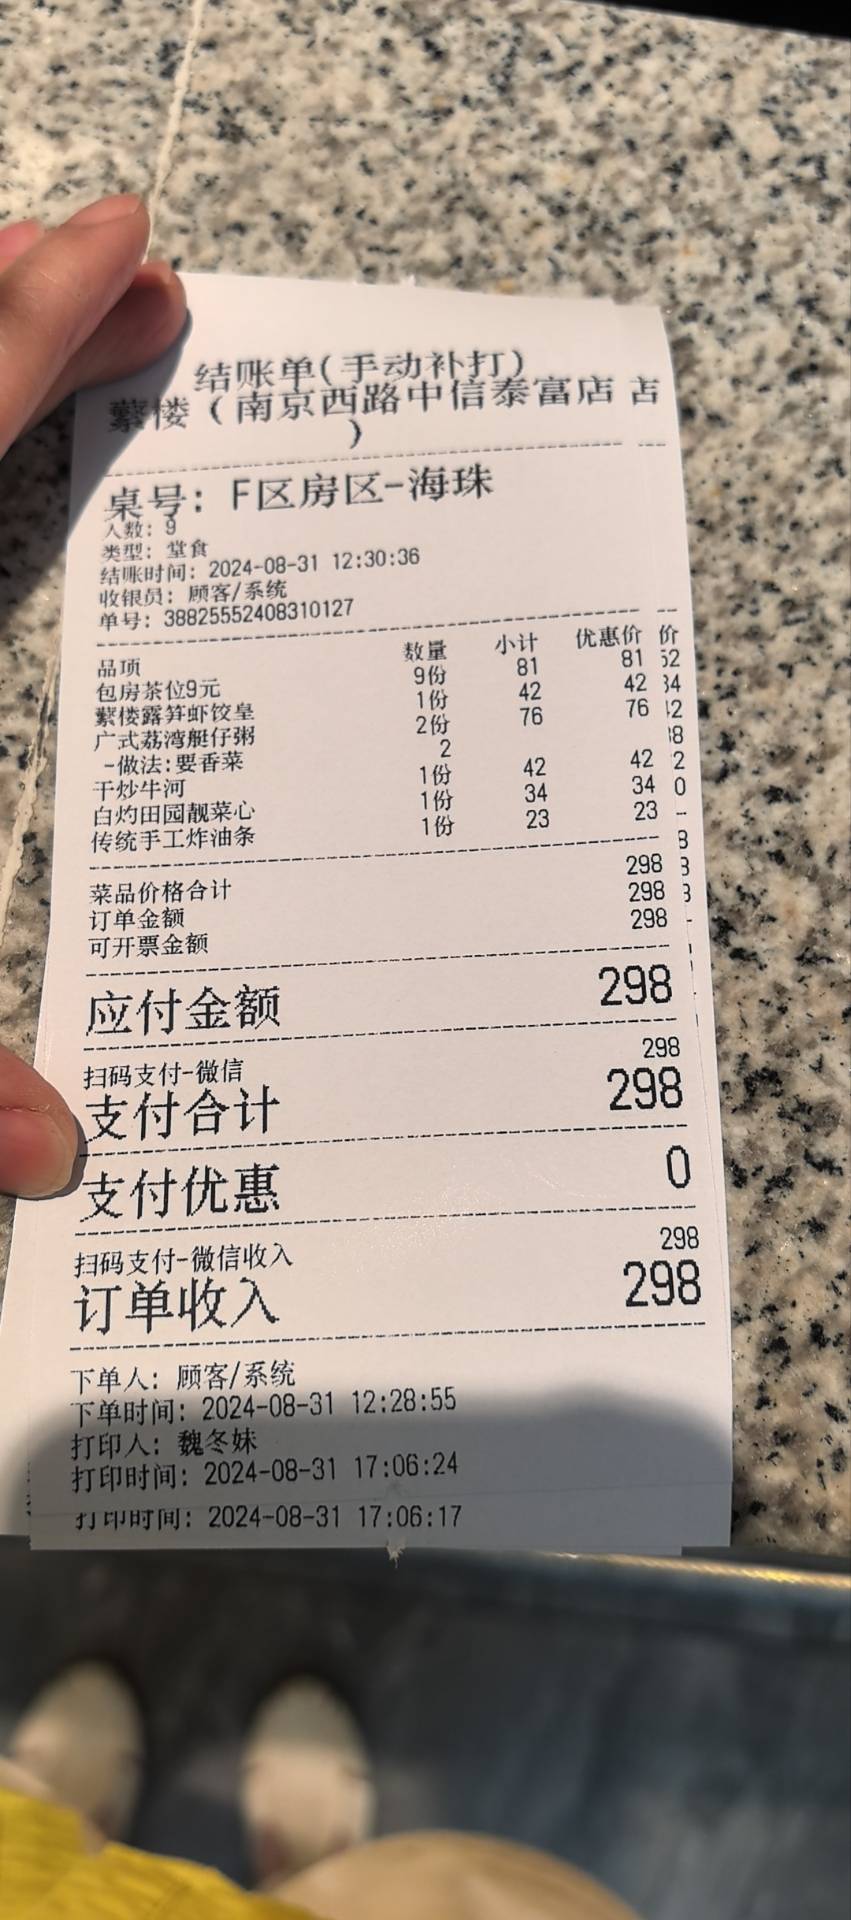 结账单(手动补打)
蘩楼（南京西路中信泰富店 店
）
桌号: F区房区-海珠
人数: 9
类型: 堂食
结账时间: 2024-08-31 12:30:36
收银员: 顾客/系统
单号: 38825552408310127
品项 数量 小计 优惠价 价
包房茶位9元 9份 81 81 52
蘩楼露笋虾饺皇 1份 42 42 34
广式荔湾艇仔粥 2份 76 76
-做法:要香菜 2
干炒牛河 1份 42 42
白灼田园靓菜心 1份 34 34
传统手工炸油条 1份 23 23
菜品价格合计 298
订单金额 298
可开票金额 298
应付金额 298
扫码支付-微信 298
支付合计 298
支付优惠 0
扫码支付-微信收入 298
订单收入 298
下单人: 顾客/系统
下单时间: 2024-08-31 12:28:55
打印人: 魏冬妹
打印时间: 2024-08-31 17:06:24
打印时间: 2024-08-31 17:06:17